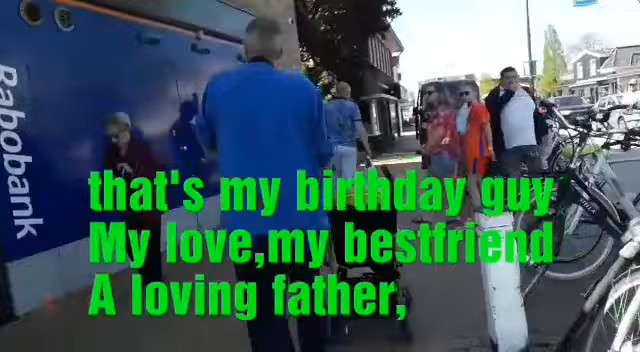 Rabobank
that's my birthday guy
My love,my bestfriend
A loving father,